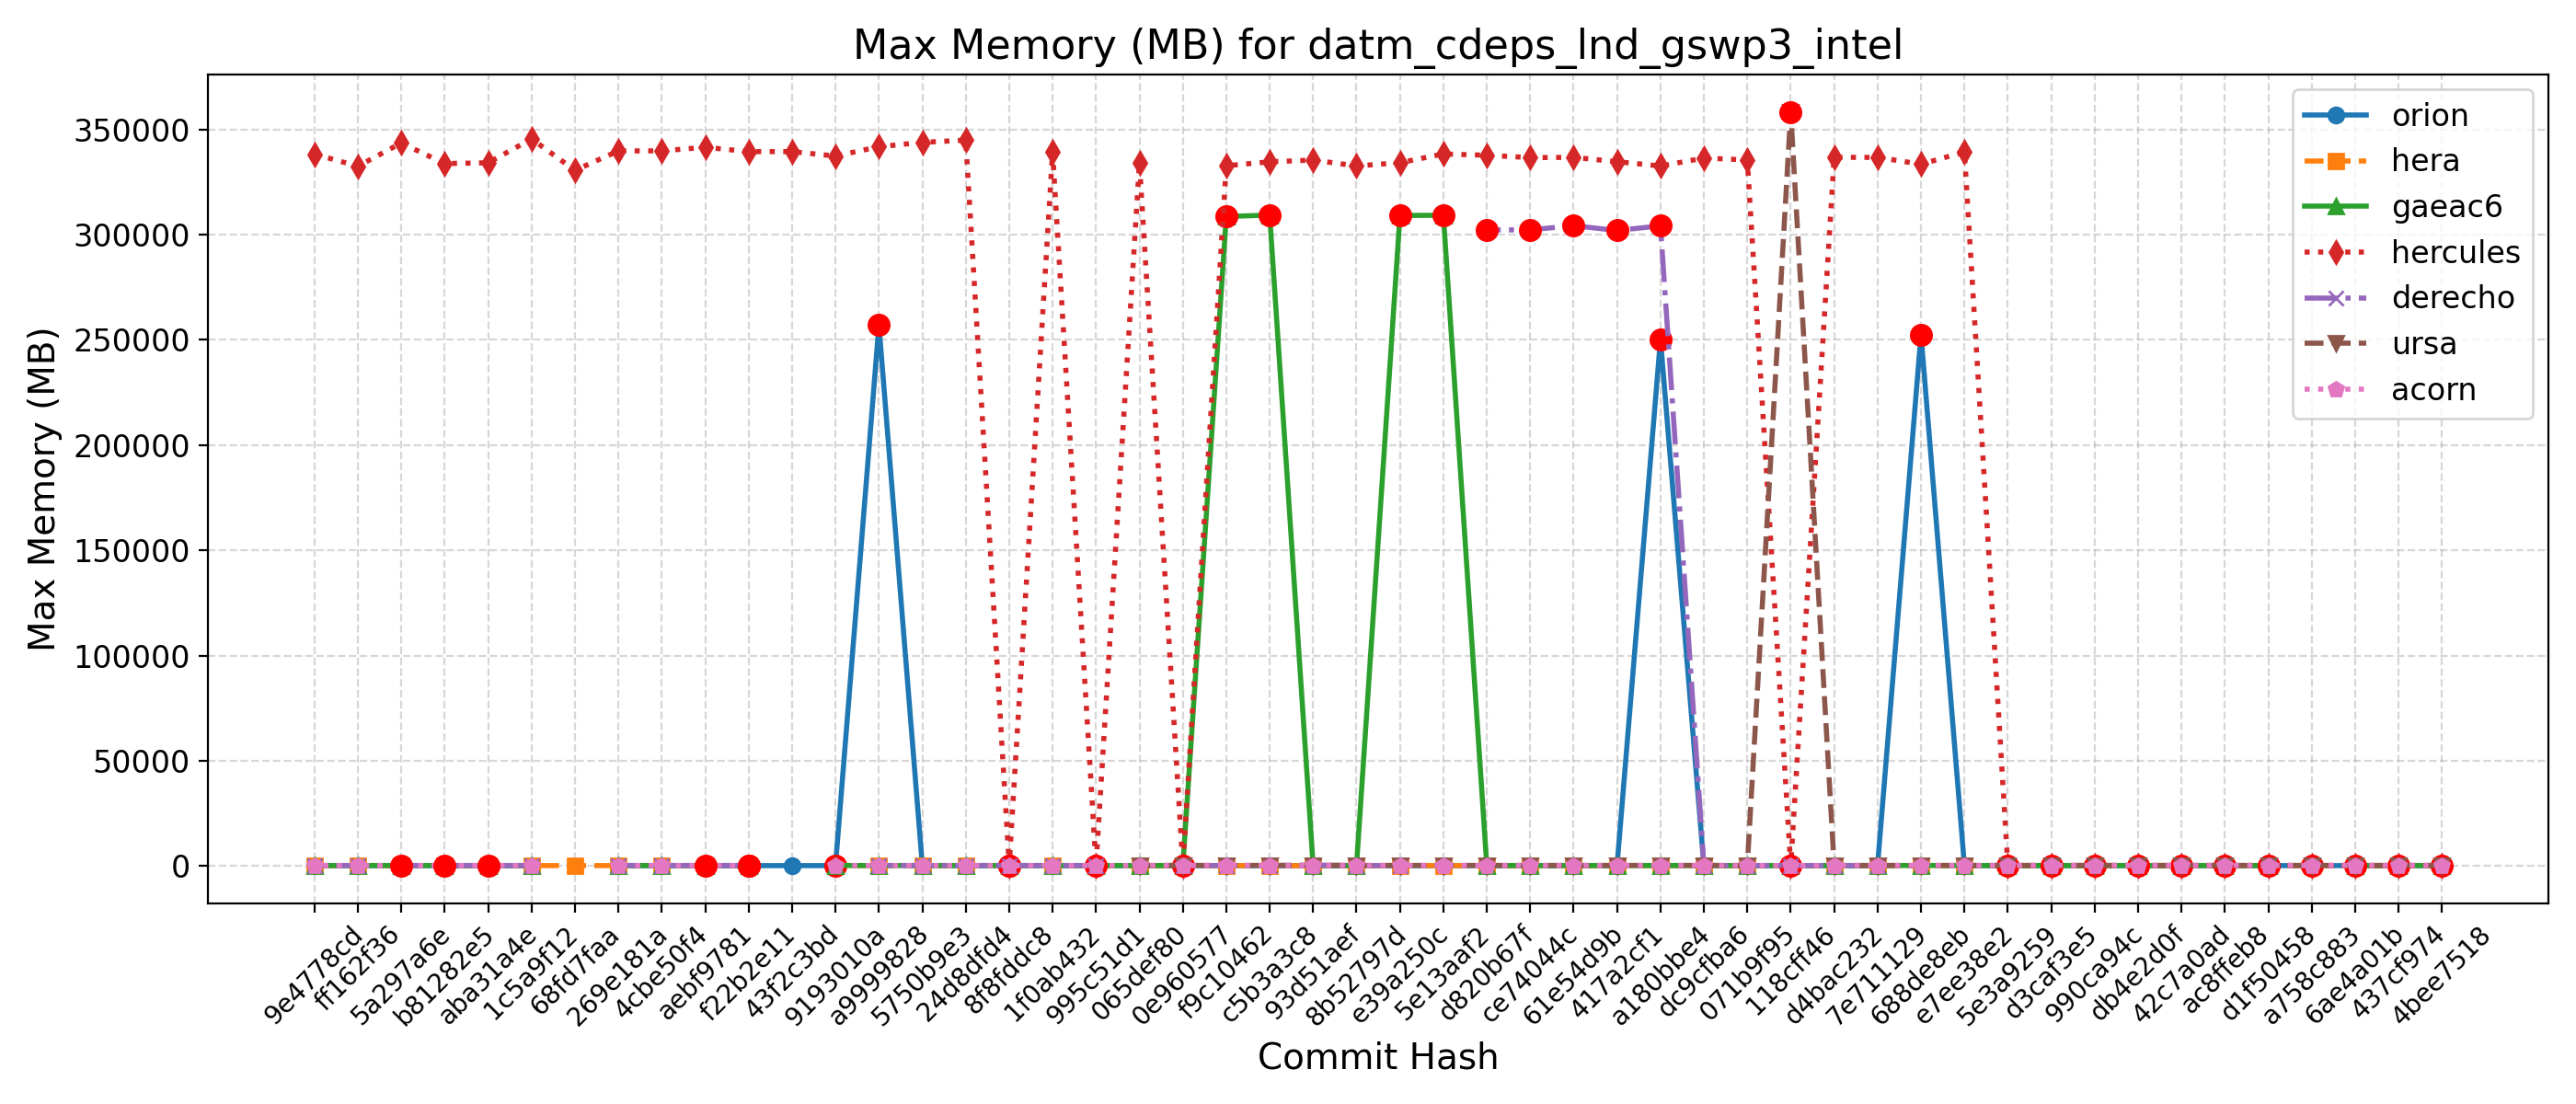 Max Memory (MB) for datm_cdeps_lnd_gswp3_intel
Max Memory (MB)
350000
300000
250000
200000
150000
100000
50000
0
orion
hera
gaeac6
hercules
derecho
ursa
acorn
9e4778cd
ff162f36
5a297a6e
b81282e5
aba31a4e
1c5a9f12
68fd7faa
269e181a
4cbe50f4
aebf9781
f22b2e11
43f2c3bd
9193010a
a9999828
5750b9e3
24d8dfd4
8f8fddc8
1f0ab432
995c51d1
065def80
0e960577
f9c10462
c5b3a3c8
93d51aef
8b52797d
e39a250c
5e13aaf2
d820b67f
ce74044c
61e54d9b
417a2cf1
a180bbe4
dc9cfba6
071b9f95
118cff46
d4bac232
7e711129
688de8eb
e7ee38e2
5e3a9259
d3caf3e5
990ca94c
db4e2d0f
42c7a0ad
ac8ffeb8
d1f50458
a758c883
6ae4a01b
437cf974
4bee7518
Commit Hash